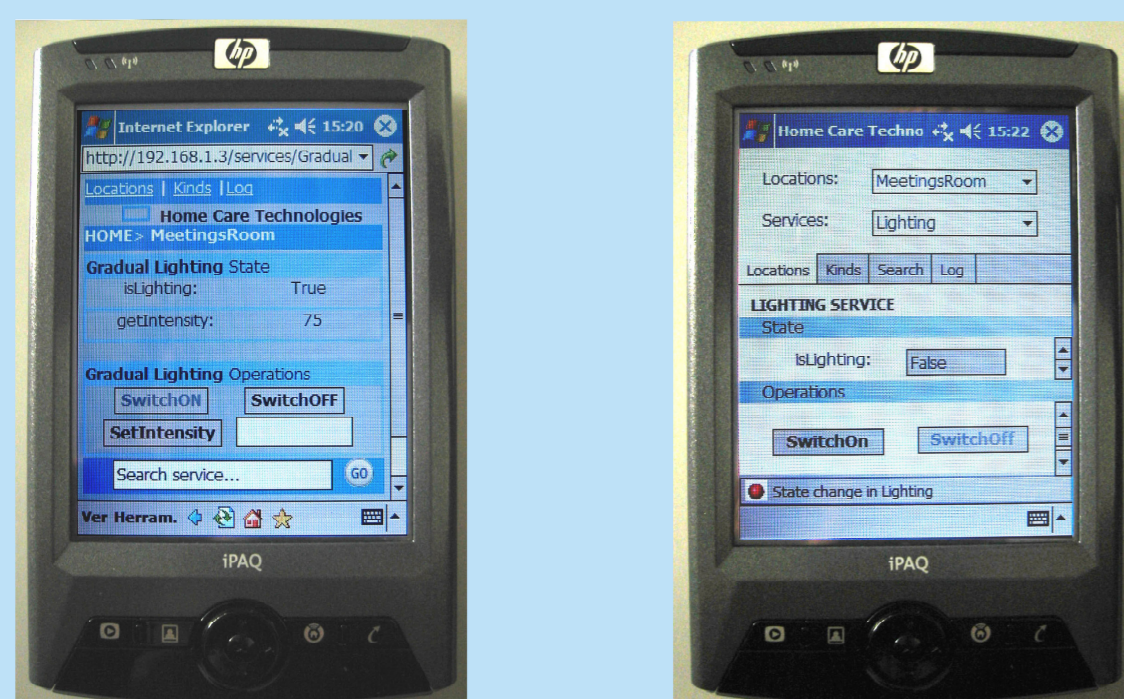 hp
Internet Explorer 15:20
http://192.168.1.3/services/Gradual
Locations | Kinds | Log
Home Care Technologies
HOME> MeetingsRoom
Gradual Lighting State
isLighting: True
getIntensity: 75
Gradual Lighting Operations
SwitchON SwitchOFF
SetIntensity
Search service... GO
Ver Herram.
iPAQ
hp
Home Care Techno 15:22
Locations: MeetingsRoom
Services: Lighting
Locations Kinds Search Log
LIGHTING SERVICE
State
isLighting: False
Operations
SwitchOn SwitchOff
State change in Lighting
iPAQ